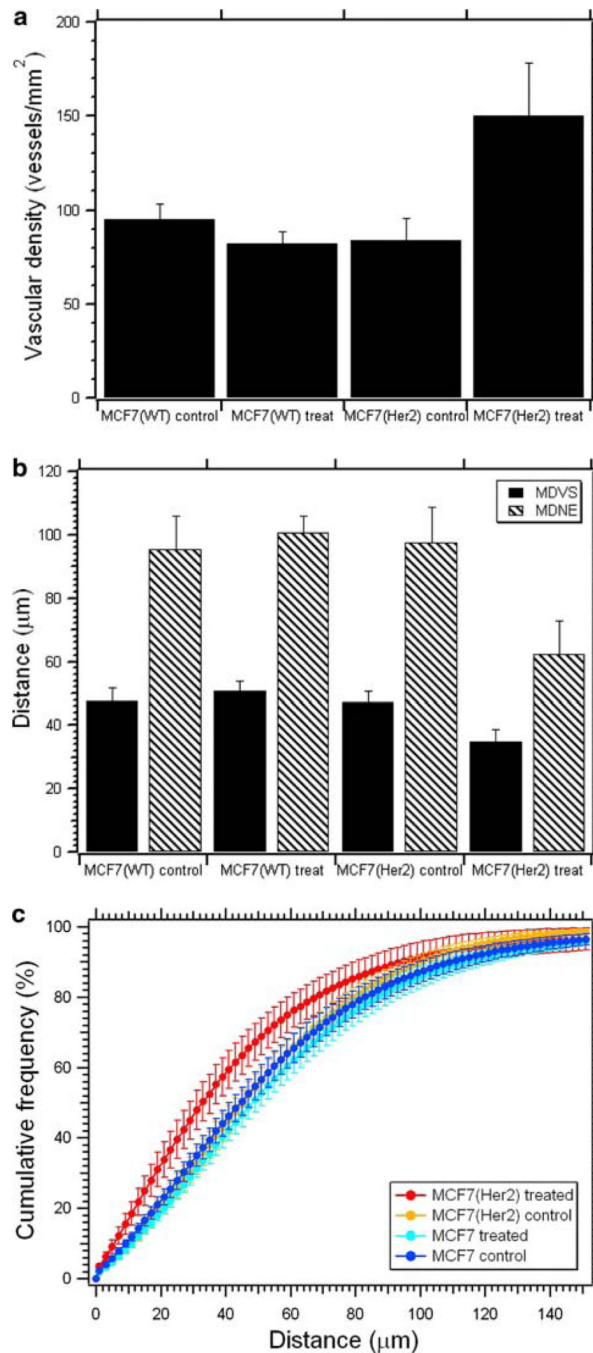 a
200
150
100
50
0
Vascular density (vessels/mm²)
MCF7(WT) control
MCF7(WT) treat
MCF7(Her2) control
MCF7(Her2) treat
b
120
100
80
60
40
20
0
Distance (μm)
MDVS
MDNE
MCF7(WT) control
MCF7(WT) treat
MCF7(Her2) control
MCF7(Her2) treat
c
100
80
60
40
20
0
Cumulative frequency (%)
MCF7(Her2) treated
MCF7(Her2) control
MCF7 treated
MCF7 control
0 20 40 60 80 100 120 140
Distance (μm)